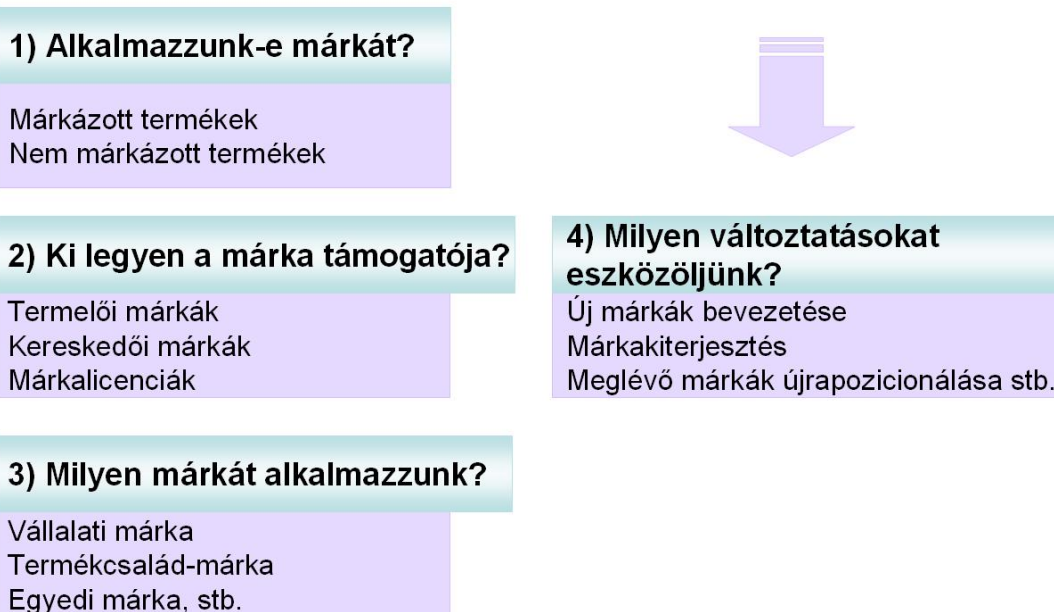 1) Alkalmazzunk-e márkát?
Márkázott termékek
Nem márkázott termékek
2) Ki legyen a márka támogatója?
Termelői márkák
Kereskedői márkák
Márkalicenciák
3) Milyen márkát alkalmazzunk?
Vállalati márka
Termékcsalád-márka
Egyedi márka, stb.
4) Milyen változtatásokat
eszközöljünk?
Új márkák bevezetése
Márkakiterjesztés
Meglévő márkák újrapozicionálása stb.